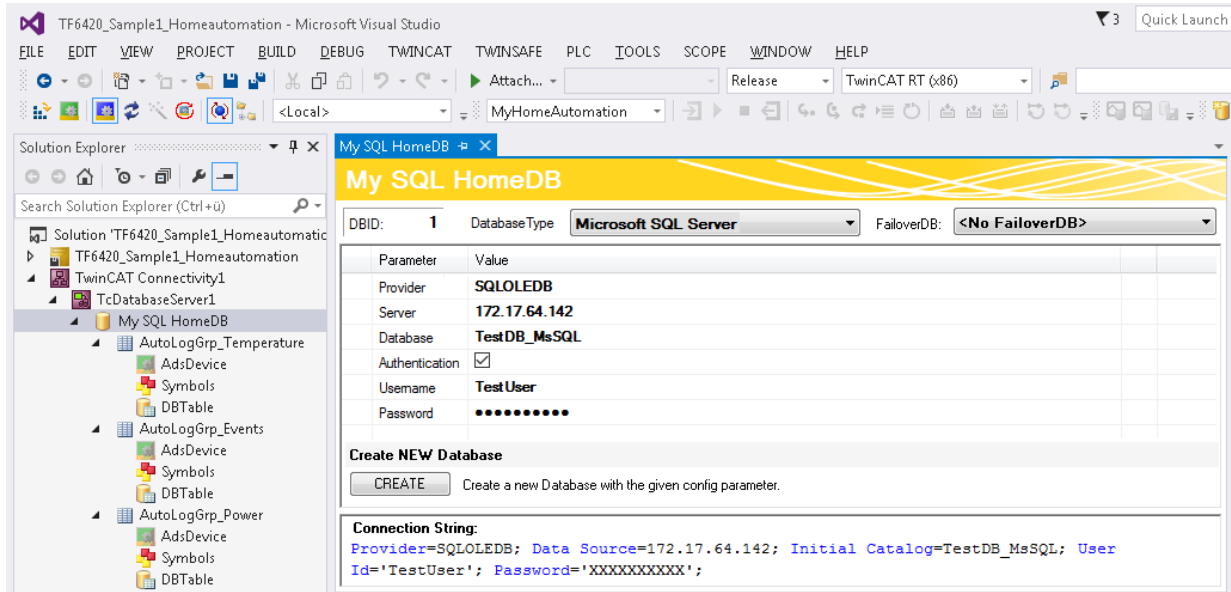 TF6420_Sample1_Homeautomation - Microsoft Visual Studio
3 Quick Launch
FILE EDIT VIEW PROJECT BUILD DEBUG TWINCAT TWINSAFE PLC TOOLS SCOPE WINDOW HELP
Attach... Release TwinCAT RT (x86)
<Local> MyHomeAutomation
Solution Explorer
Search Solution Explorer (Ctrl+ü)
Solution 'TF6420_Sample1_Homeautomatic
TF6420_Sample1_Homeautomation
TwinCAT Connectivity1
TcDatabaseServer1
My SQL HomeDB
AutoLogGrp_Temperature
AdsDevice
Symbols
DBTable
AutoLogGrp_Events
AdsDevice
Symbols
DBTable
AutoLogGrp_Power
AdsDevice
Symbols
DBTable
My SQL HomeDB
My SQL HomeDB
DBID: 1 DatabaseType Microsoft SQL Server FailoverDB: <No FailoverDB>
Parameter Value
Provider SQLOLEDB
Server 172.17.64.142
Database TestDB_MsSQL
Authentication
Username TestUser
Password ●●●●●●●●●●
Create NEW Database
CREATE Create a new Database with the given config parameter.
Connection String:
Provider=SQLOLEDB; Data Source=172.17.64.142; Initial Catalog=TestDB_MsSQL; User
Id='TestUser'; Password='XXXXXXXXXX';